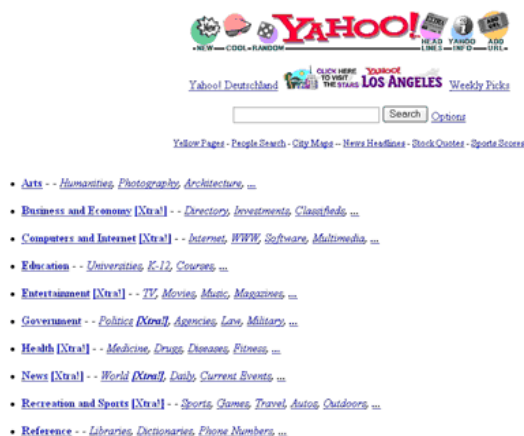 YAHOO!
NEW COOL RANDOM HEAD LINES YAHOO INFO ADD URL
Yahoo! Deutschland CLICK HERE TO VISIT THE STARS YAHOO! LOS ANGELES Weekly Picks
Search Options
Yellow Pages - People Search - City Maps -- News Headlines - Stock Quotes - Sports Scores
• Arts - - Humanities, Photography, Architecture, ...
• Business and Economy [Xtra!] - - Directory, Investments, Classifieds, ...
• Computers and Internet [Xtra!] - - Internet, WWW, Software, Multimedia, ...
• Education - - Universities, K-12, Courses, ...
• Entertainment [Xtra!] - - TV, Movies, Music, Magazines, ...
• Government - - Politics [Xtra!], Agencies, Law, Military, ...
• Health [Xtra!] - - Medicine, Drugs, Diseases, Fitness, ...
• News [Xtra!] - - World [Xtra!], Daily, Current Events, ...
• Recreation and Sports [Xtra!] - - Sports, Games, Travel, Autos, Outdoors, ...
• Reference - - Libraries, Dictionaries, Phone Numbers, ...